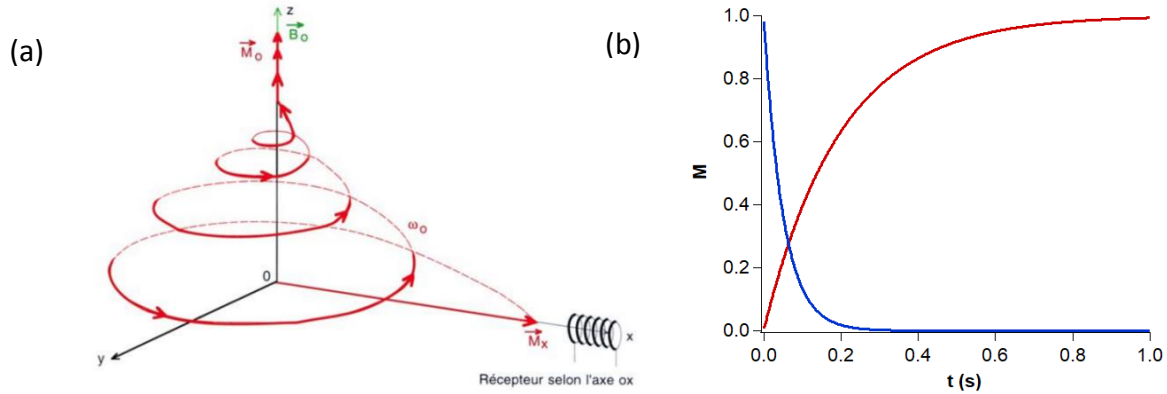 (a)
z
B₀
M₀
ω₀
0
Mₓ
x
y
Récepteur selon l'axe ox
(b)
1.0
0.8
0.6
0.4
0.2
0.0
M
0.0 0.2 0.4 0.6 0.8 1.0
t (s)